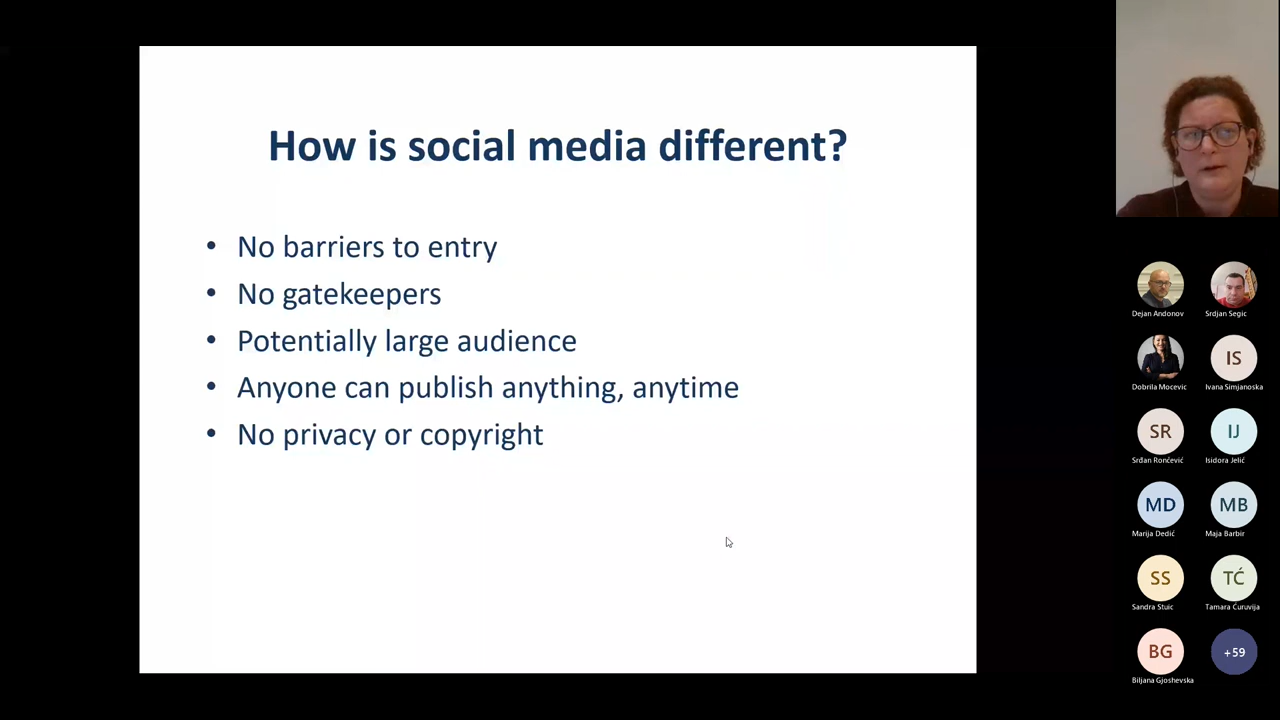 How is social media different?
• No barriers to entry
• No gatekeepers
• Potentially large audience
• Anyone can publish anything, anytime
• No privacy or copyright
Dejan Andonov
Srdjan Segic
Dobrila Mocevic
IS
Ivana Simjanoska
SR
Srđan Rončević
IJ
Isidora Jelić
MD
Marija Dedić
MB
Maja Barbir
SS
Sandra Stuic
TĆ
Tamara Ćuruvija
BG
Biljana Gjoshevska
+59